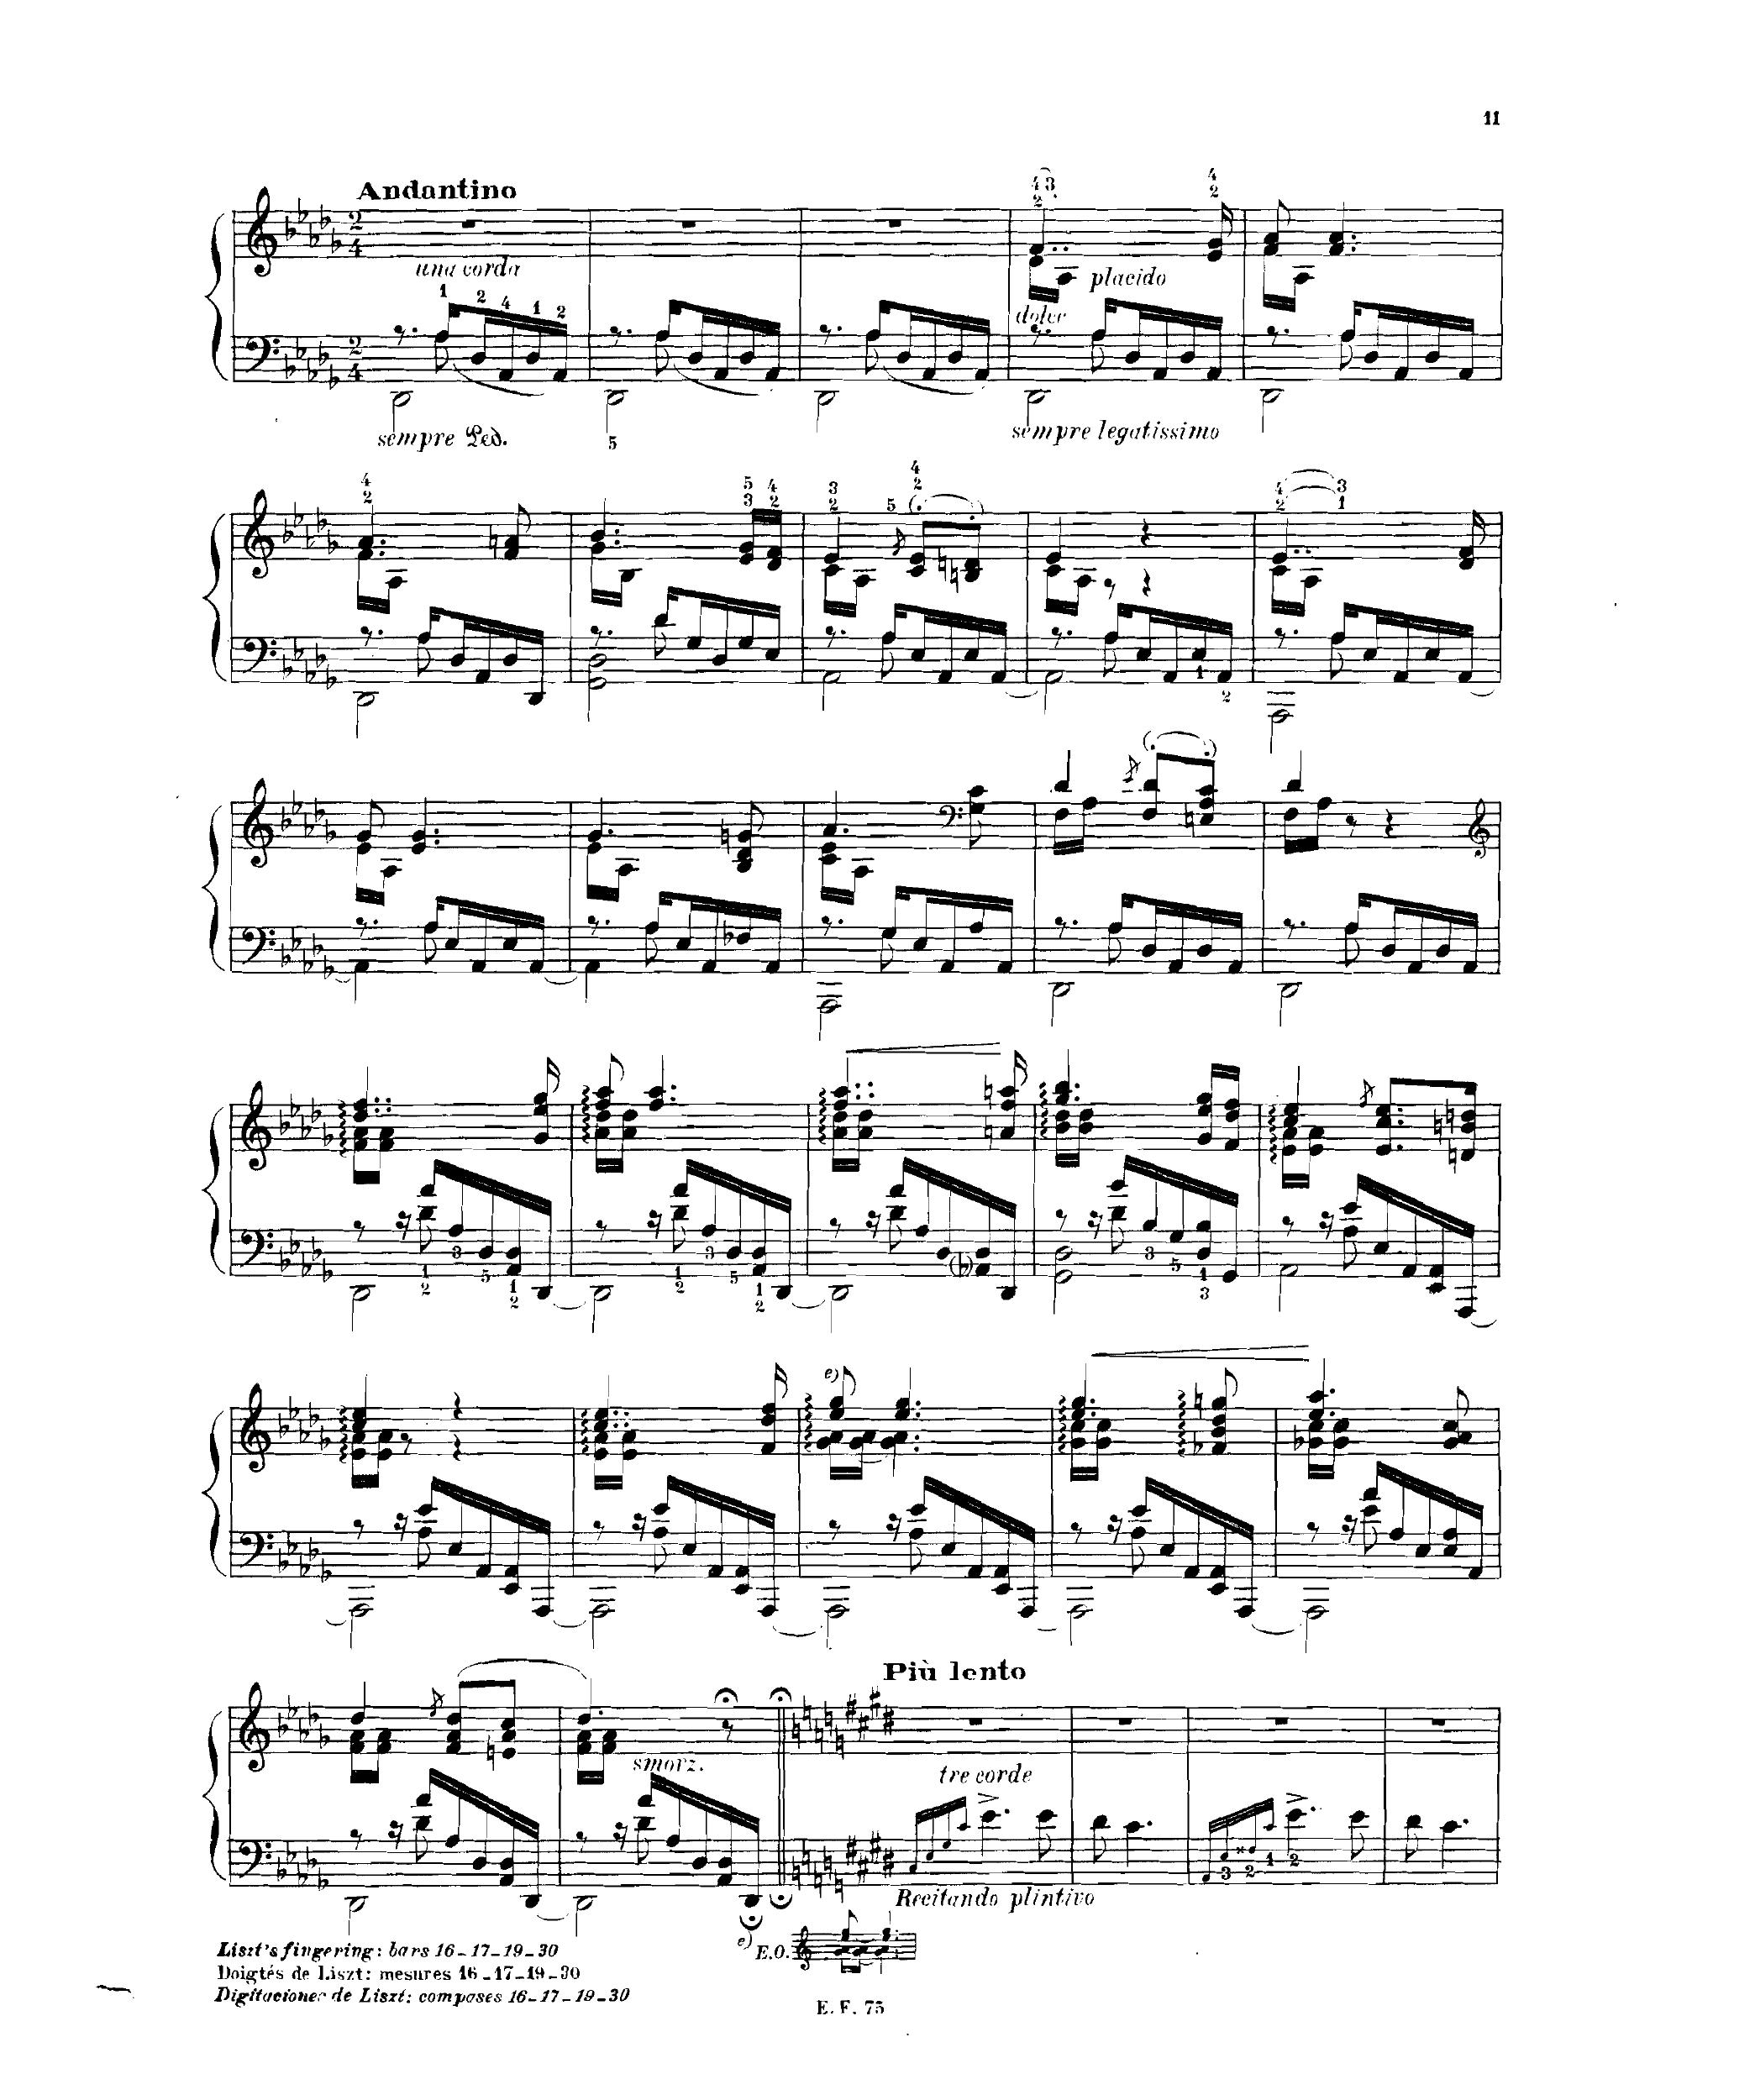 11
Andantino
una corda
placido
dolce
sempre Ped.
sempre legatissimo
e)
Più lento
smorz.
tre corde
Recitando plintivo
e) E.O.
Liszt's fingering: bars 16-17-19-30
Doigtés de Liszt: mesures 16-17-19-30
Digitaciones de Liszt: compases 16-17-19-30
E. F. 75